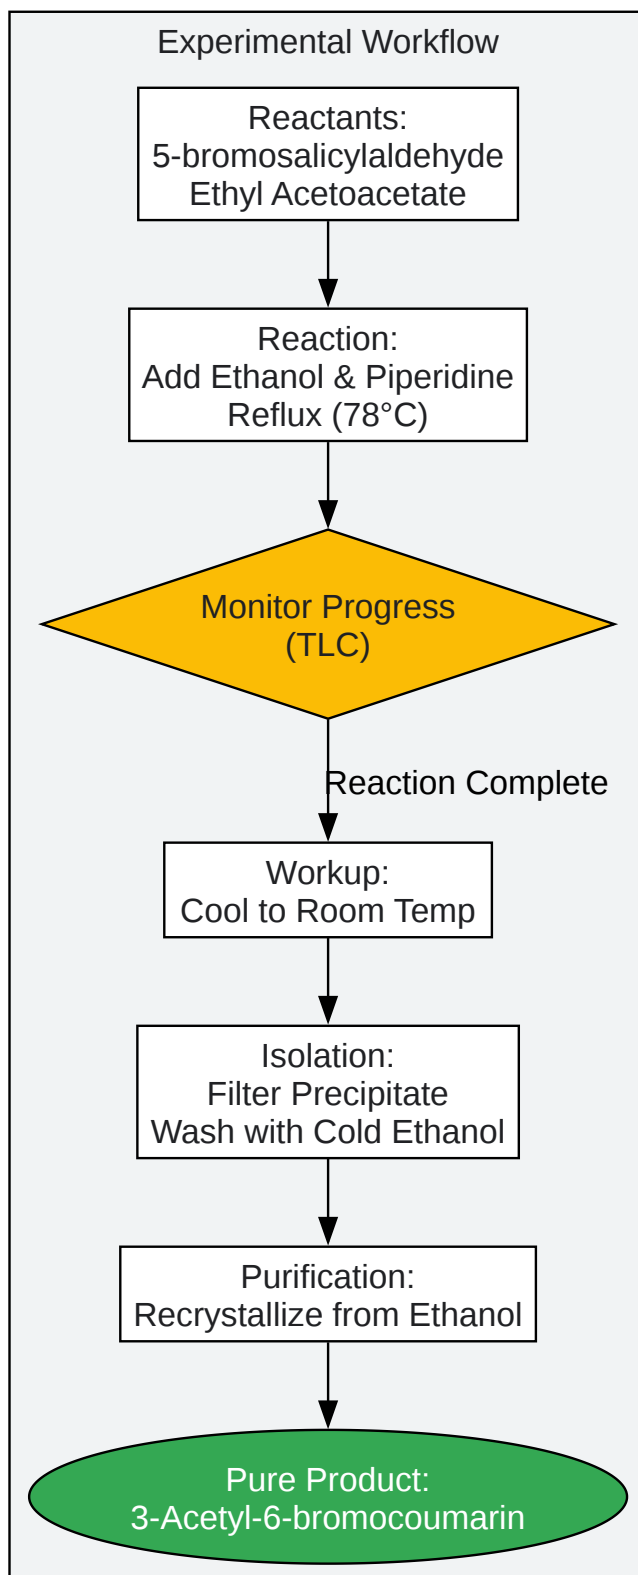 Experimental Workflow
Reactants:
5-bromosalicylaldehyde
Ethyl Acetoacetate
Reaction:
Add Ethanol & Piperidine
Reflux (78°C)
Monitor Progress
(TLC)
Reaction Complete
Workup:
Cool to Room Temp
Isolation:
Filter Precipitate
Wash with Cold Ethanol
Purification:
Recrystallize from Ethanol
Pure Product:
3-Acetyl-6-bromocoumarin